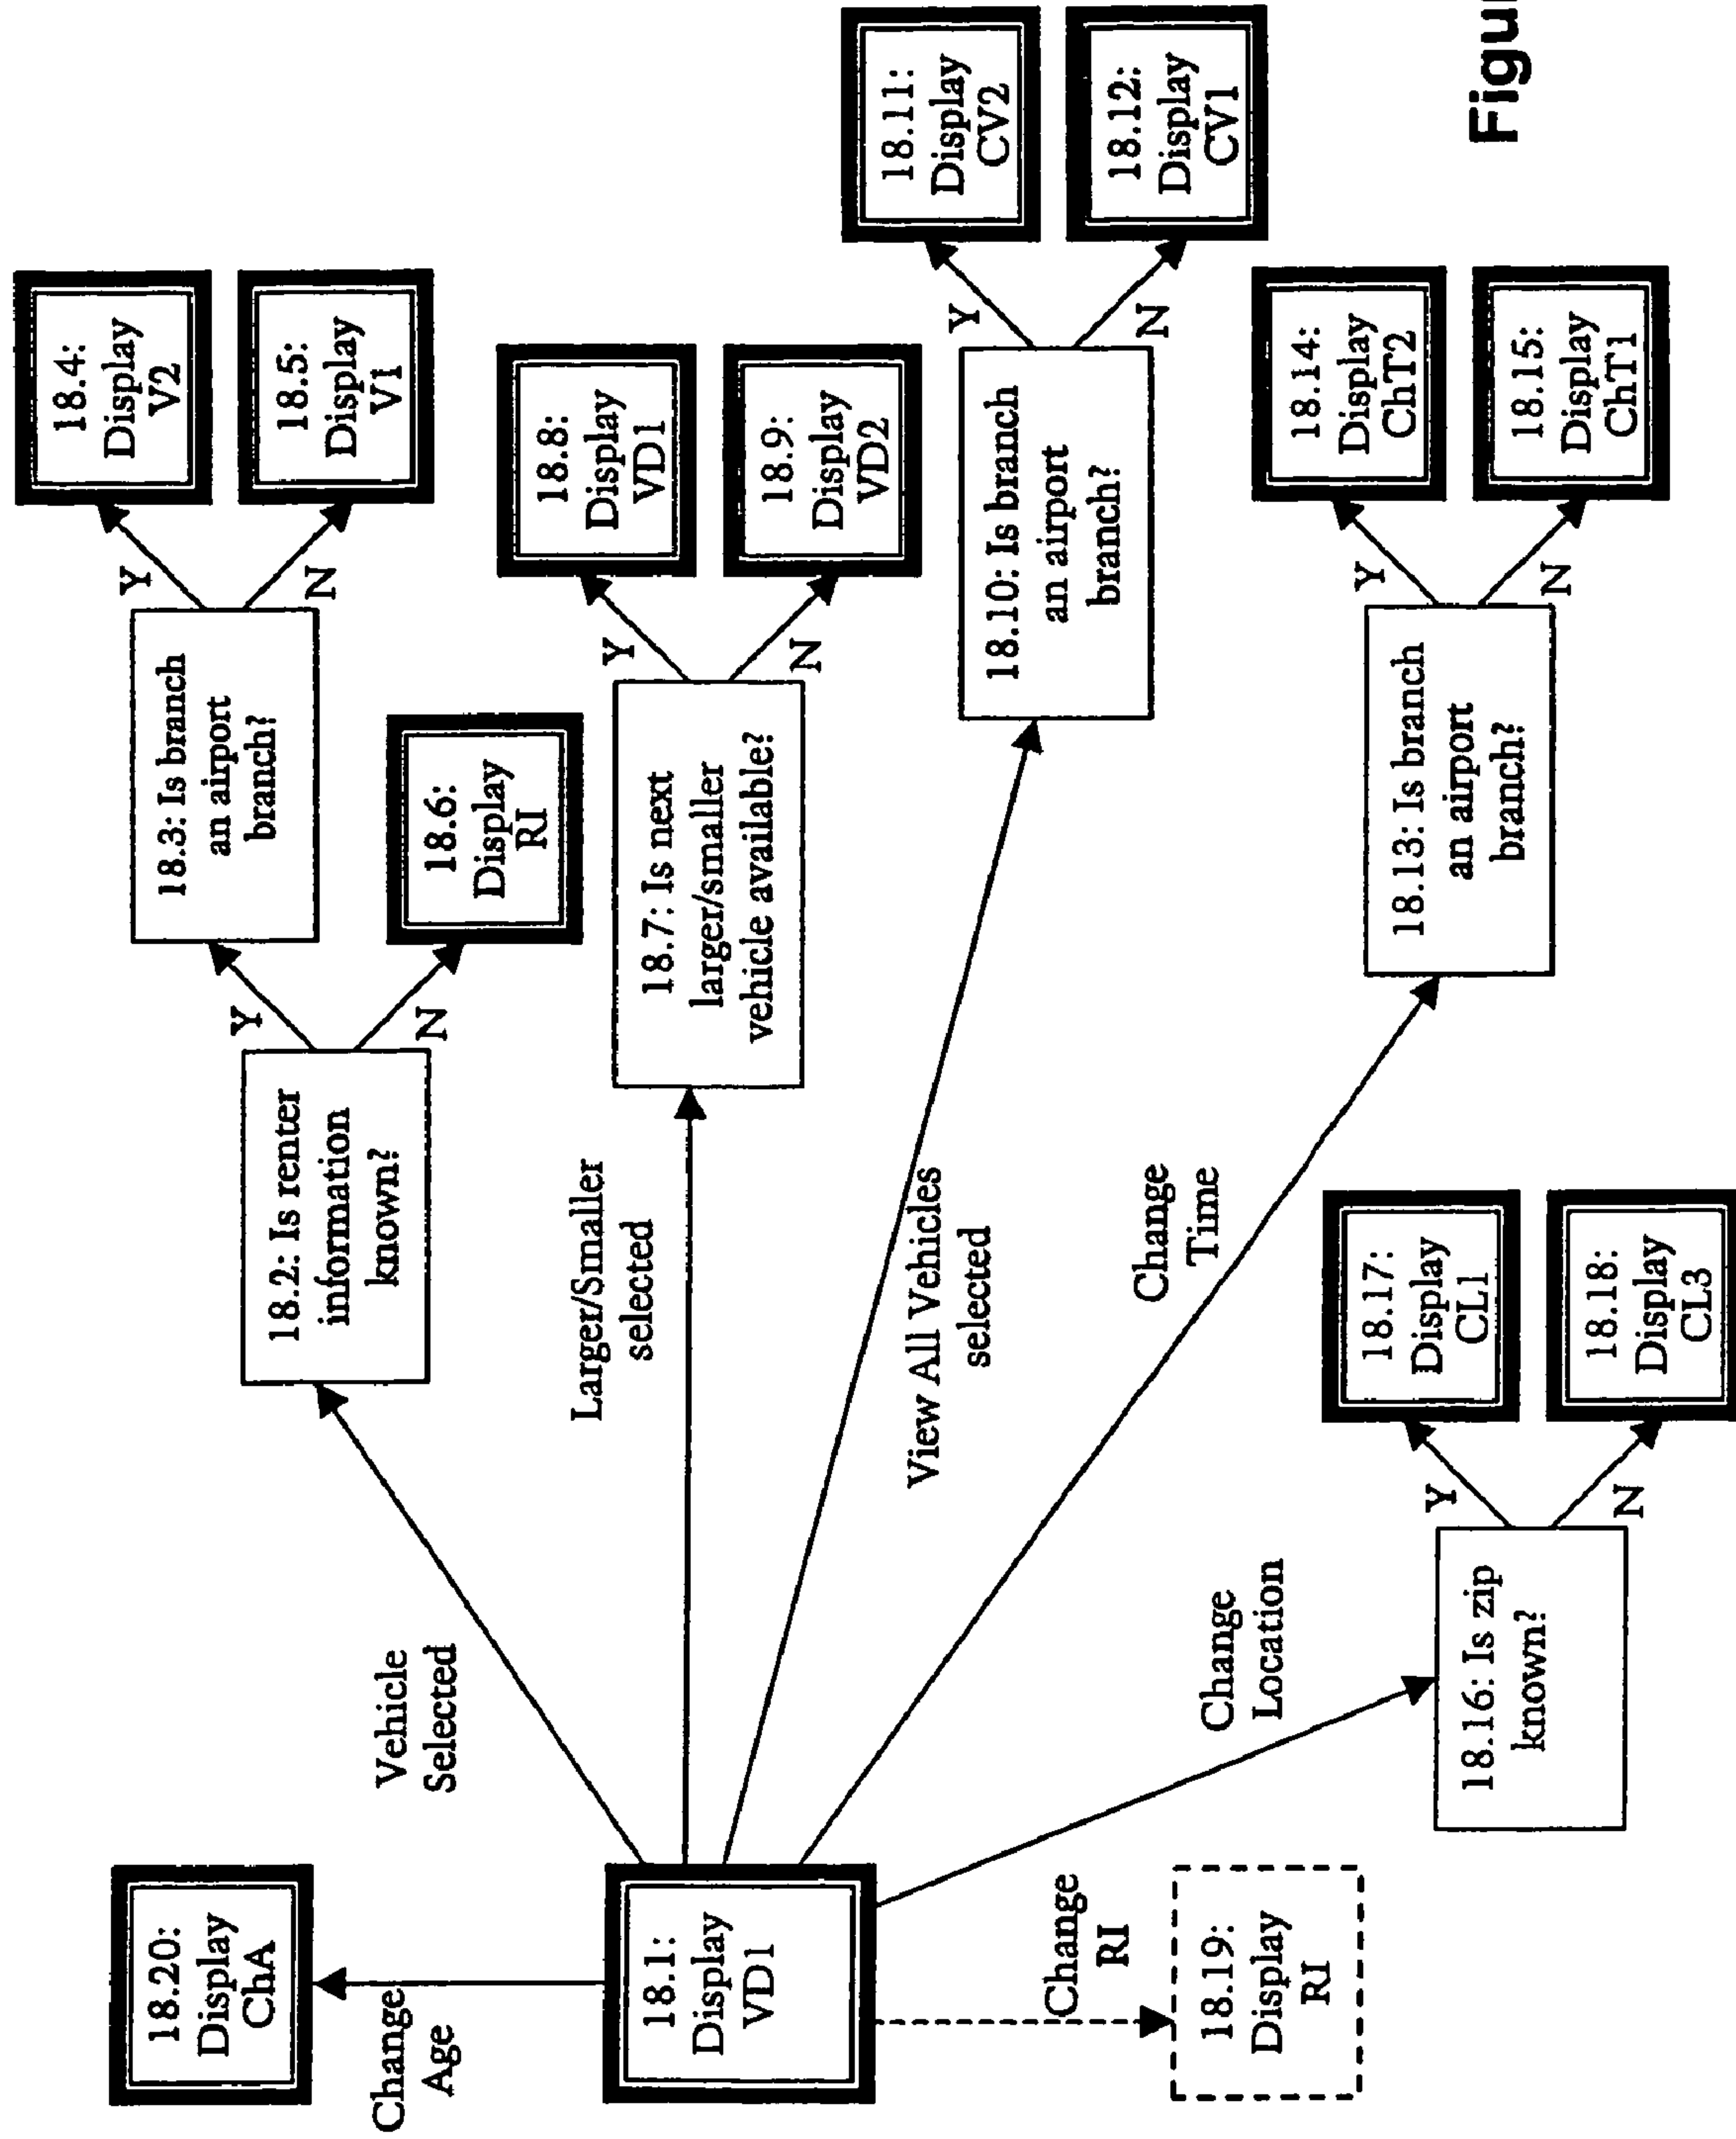 18.20:
Display
ChA
Change
Age
18.1:
Display
VD1
Change
RI
18.19:
Display
RI
Vehicle
Selected
18.2: Is renter
information
known?
Y
N
18.3: Is branch
an airport
branch?
Y
N
18.4:
Display
V2
18.5:
Display
V1
18.6:
Display
RI
Larger/Smaller
selected
18.7: Is next
larger/smaller
vehicle available?
Y
N
18.8:
Display
VD1
18.9:
Display
VD2
View All Vehicles
selected
18.10: Is branch
an airport
branch?
Y
N
18.11:
Display
CV2
18.12:
Display
CV1
Change
Time
18.13: Is branch
an airport
branch?
Y
N
18.14:
Display
ChT2
18.15:
Display
ChT1
Change
Location
18.16: Is zip
known?
Y
N
18.17:
Display
CL1
18.18:
Display
CL3